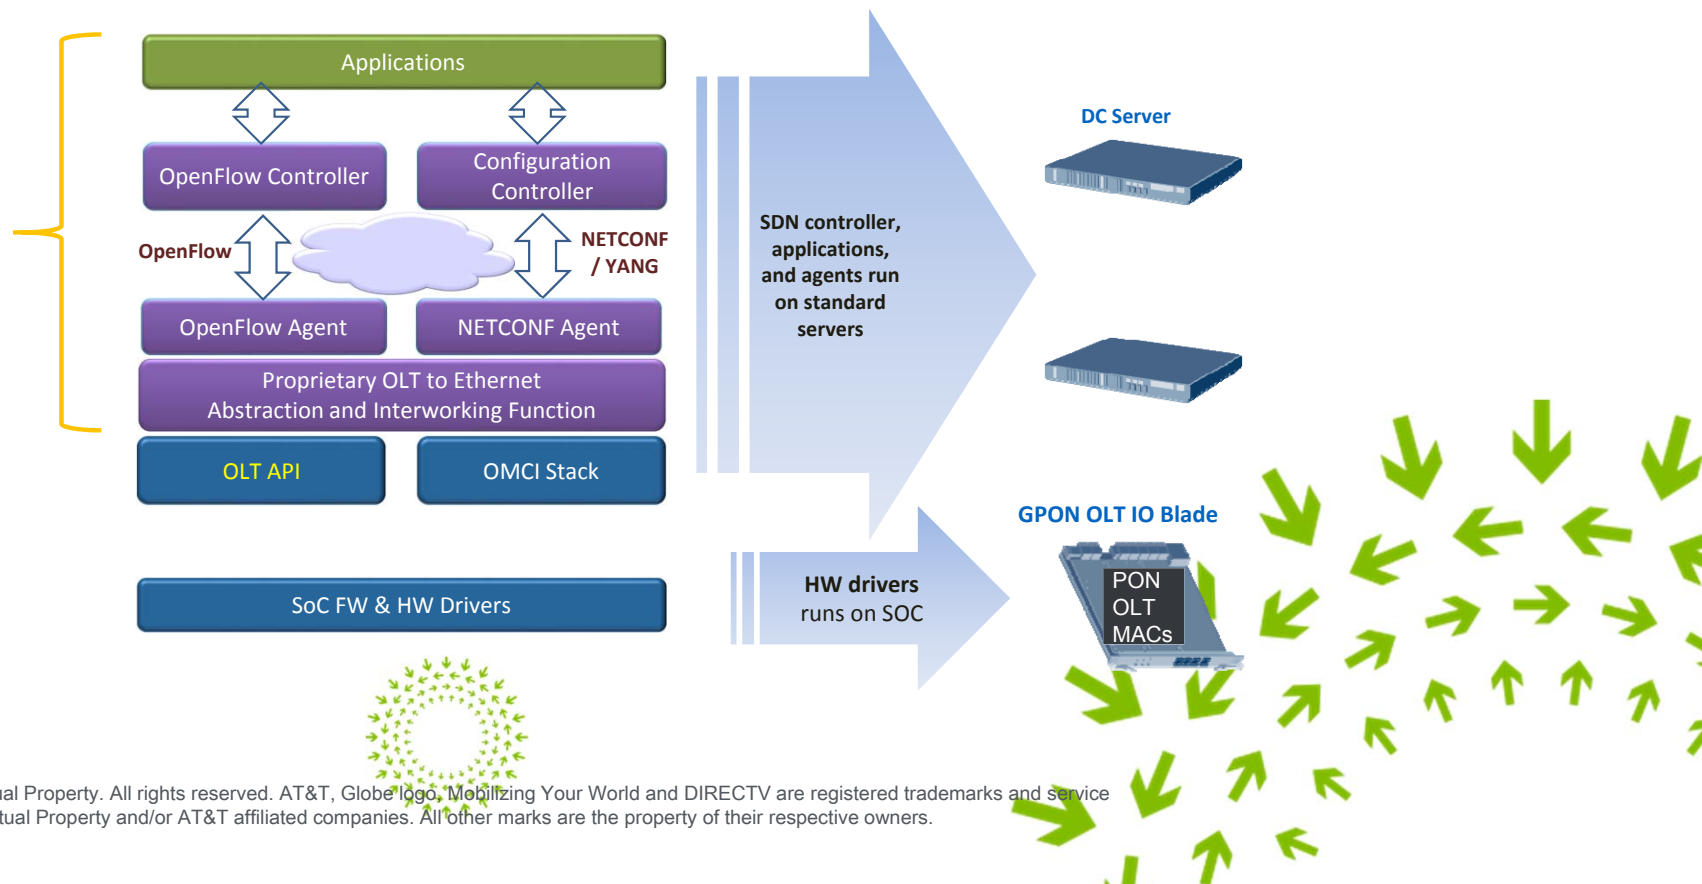 Applications
OpenFlow Controller
Configuration
Controller
OpenFlow
NETCONF
/ YANG
OpenFlow Agent
NETCONF Agent
Proprietary OLT to Ethernet
Abstraction and Interworking Function
OLT API
OMCI Stack
SoC FW & HW Drivers
SDN controller,
applications,
and agents run
on standard
servers
HW drivers
runs on SOC
DC Server
GPON OLT IO Blade
PON
OLT
MACs
Property. All rights reserved. AT&T, Globe logo, Mobilizing Your World and DIRECTV are registered trademarks and service
Property and/or AT&T affiliated companies. All other marks are the property of their respective owners.